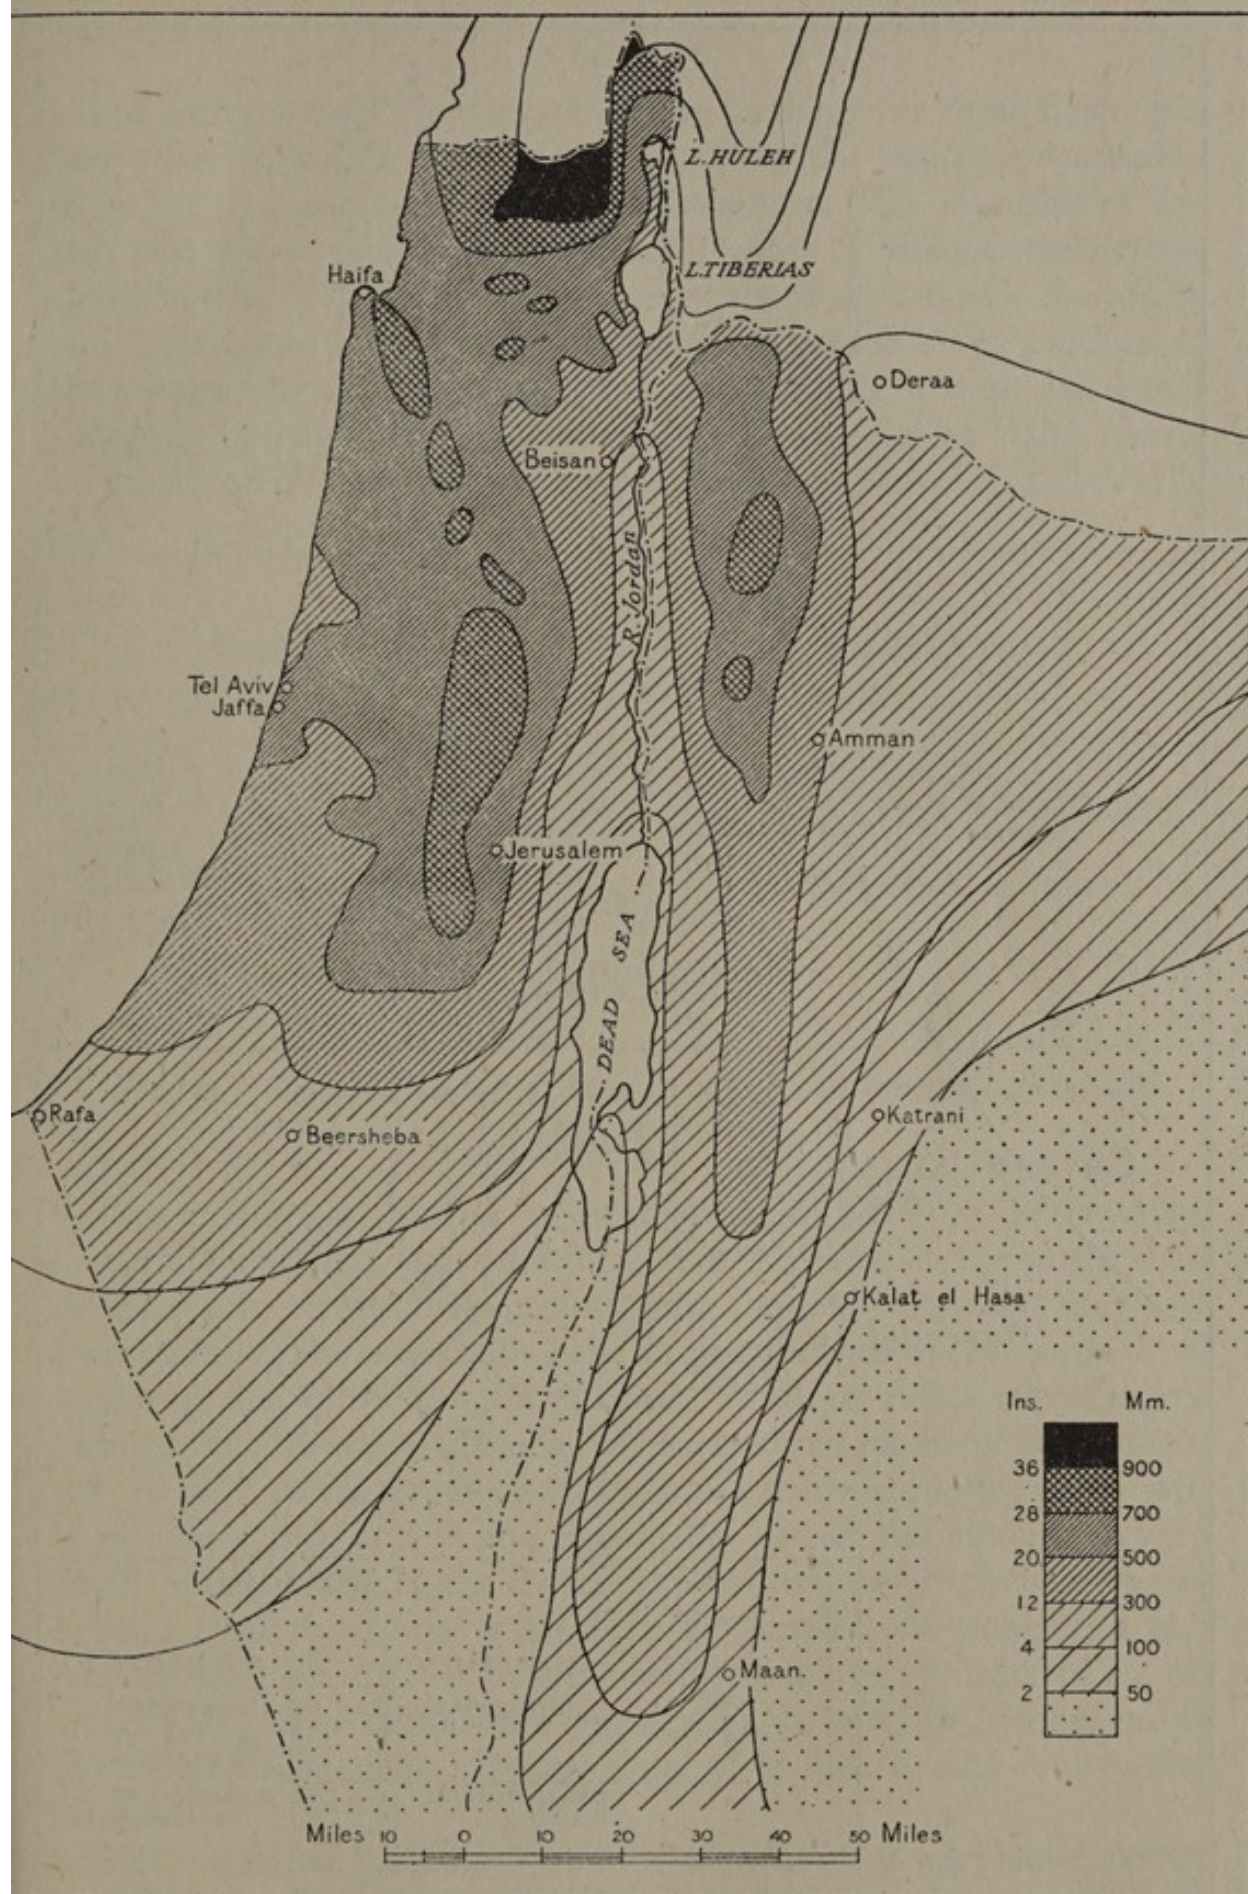 L. HULEH
L. TIBERIAS
Haifa
Deraa
Beisan
R. Jordan
Tel Aviv
Jaffa
Amman
Jerusalem
DEAD SEA
Rafa
Beersheba
Katrani
Kalat el Hasa
Ins. Mm.
36 900
28 700
20 500
12 300
4 100
2 50
Maan.
Miles 10 0 10 20 30 40 50 Miles